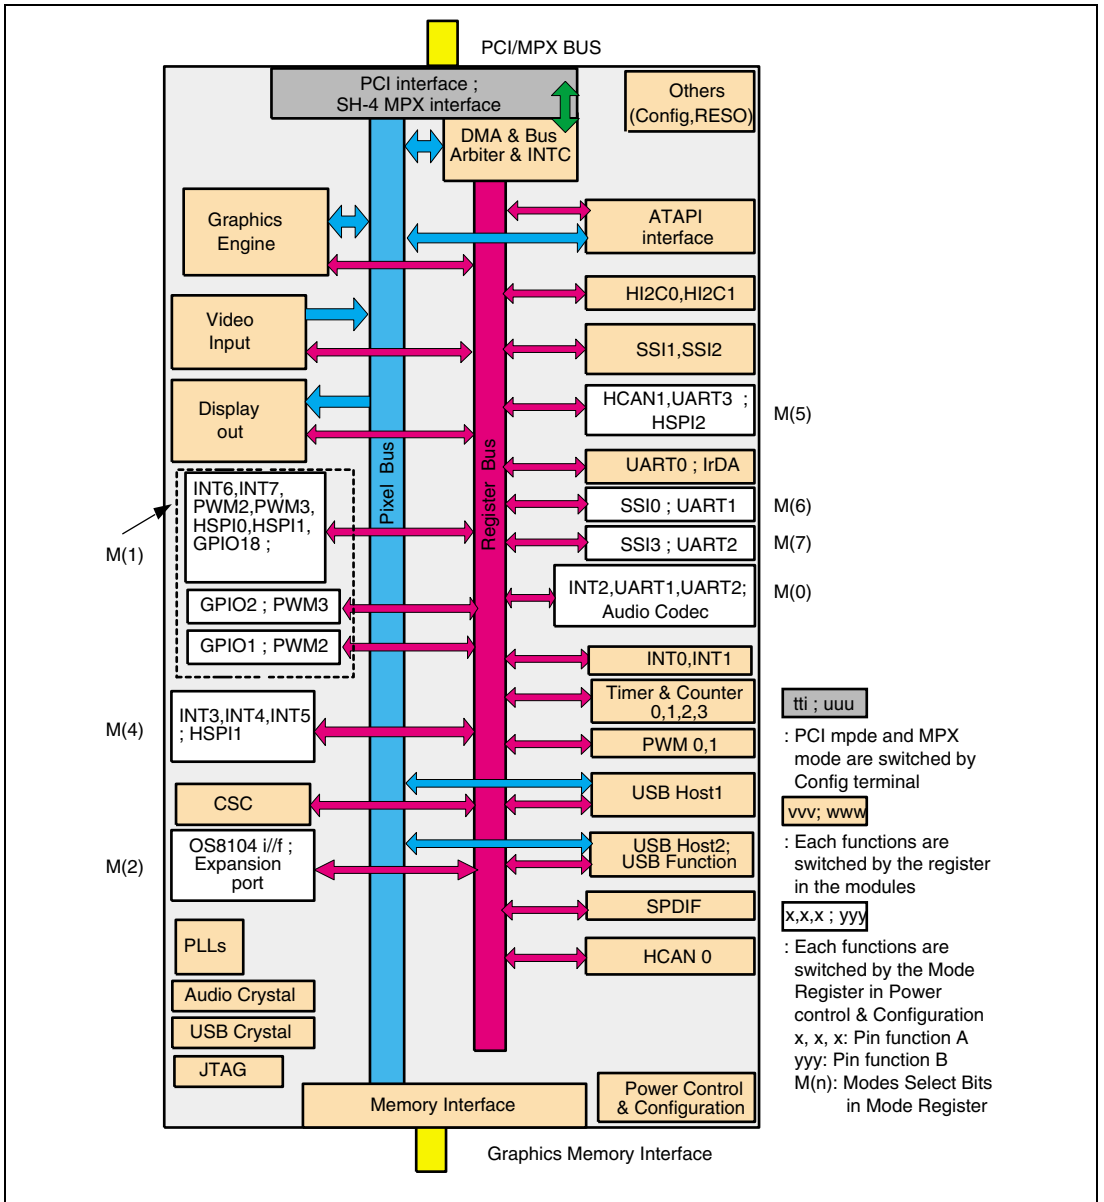 PCI/MPX BUS
PCI interface ;
SH-4 MPX interface
Others
(Config,RESO)
DMA & Bus
Arbiter & INTC
Graphics
Engine
ATAPI
interface
HI2C0,HI2C1
Video
Input
SSI1,SSI2
Display
out
HCAN1,UART3 ;
HSPI2
M(5)
Pixel Bus
Register Bus
UART0 ; IrDA
INT6,INT7,
PWM2,PWM3,
HSPI0,HSPI1,
GPIO18 ;
M(1)
SSI0 ; UART1
M(6)
SSI3 ; UART2
M(7)
INT2,UART1,UART2;
Audio Codec
M(0)
GPIO2 ; PWM3
GPIO1 ; PWM2
INT0,INT1
Timer & Counter
0,1,2,3
M(4)
INT3,INT4,INT5
; HSPI1
PWM 0,1
CSC
USB Host1
M(2)
OS8104 i//f ;
Expansion
port
USB Host2;
USB Function
SPDIF
PLLs
HCAN 0
Audio Crystal
USB Crystal
JTAG
Memory Interface
Power Control
& Configuration
Graphics Memory Interface
tti ; uuu
: PCI mpde and MPX
mode are switched by
Config terminal
vvv; www
: Each functions are
switched by the register
in the modules
x,x,x ; yyy
: Each functions are
switched by the Mode
Register in Power
control & Configuration
x, x, x: Pin function A
yyy: Pin function B
M(n): Modes Select Bits
in Mode Register